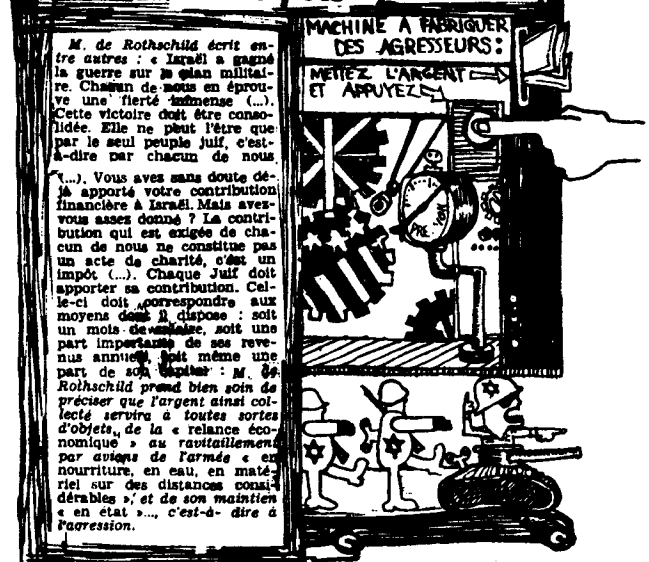 M. de Rothschild écrit en-
tre autres : « Israël a gagné
la guerre sur le plan militai-
re. Chacun de nous en éprou-
ve une fierté immense (...).
Cette victoire doit être conso-
lidée. Elle ne peut l'être que
par le seul peuple juif, c'est-
à-dire par chacun de nous
(...). Vous avez sans doute dé-
jà apporté votre contribution
financière à Israël. Mais avez-
vous asses donné ? La contri-
bution qui est exigée de cha-
cun de nous ne constitue pas
un acte de charité, c'ést un
impôt (...). Chaque Juif doit
apporter sa contribution. Cel-
le-ci doit correspondre aux
moyens dont il dispose : soit
un mois de salaire, soit une
part importante de ses reve-
nus annuels, soit même une
part de son capital : M. de
Rothschild prend bien soin de
préciser que l'argent ainsi col-
lecté servira à toutes sortes
d'objets, de la « relance éco-
nomique » au ravitaillement
par avions de l'armée « en
nourriture, en eau, en maté-
riel sur des distances consi-
dérables », et de son maintien
« en état »..., c'est-à- dire à
l'agression.
MACHINE A FABRIQUER
DES AGRESSEURS :
METTEZ L'ARGENT
ET APPUYEZ
PRESSION